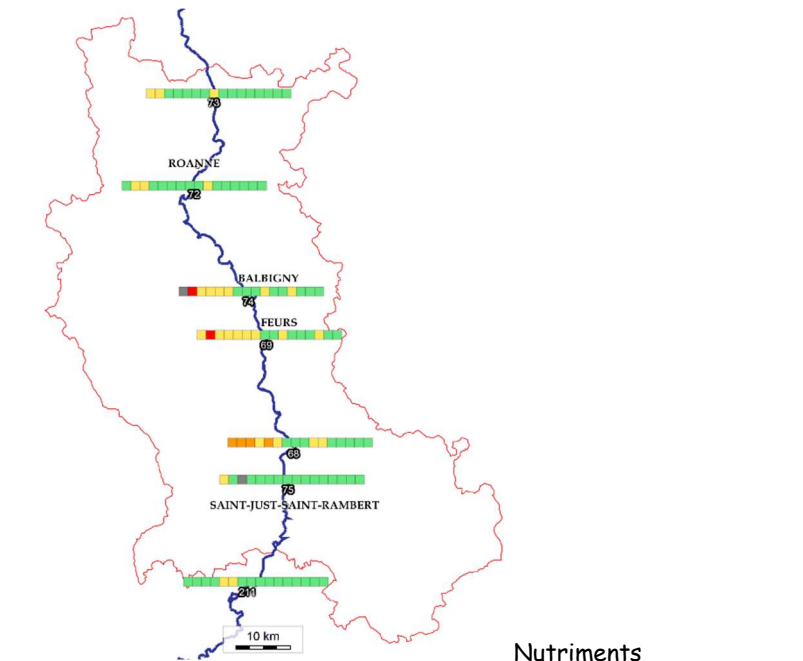 73
ROANNE
72
BALBIGNY
74
FEURS
69
68
75
SAINT-JUST-SAINT-RAMBERT
211
10 km
Nutriments